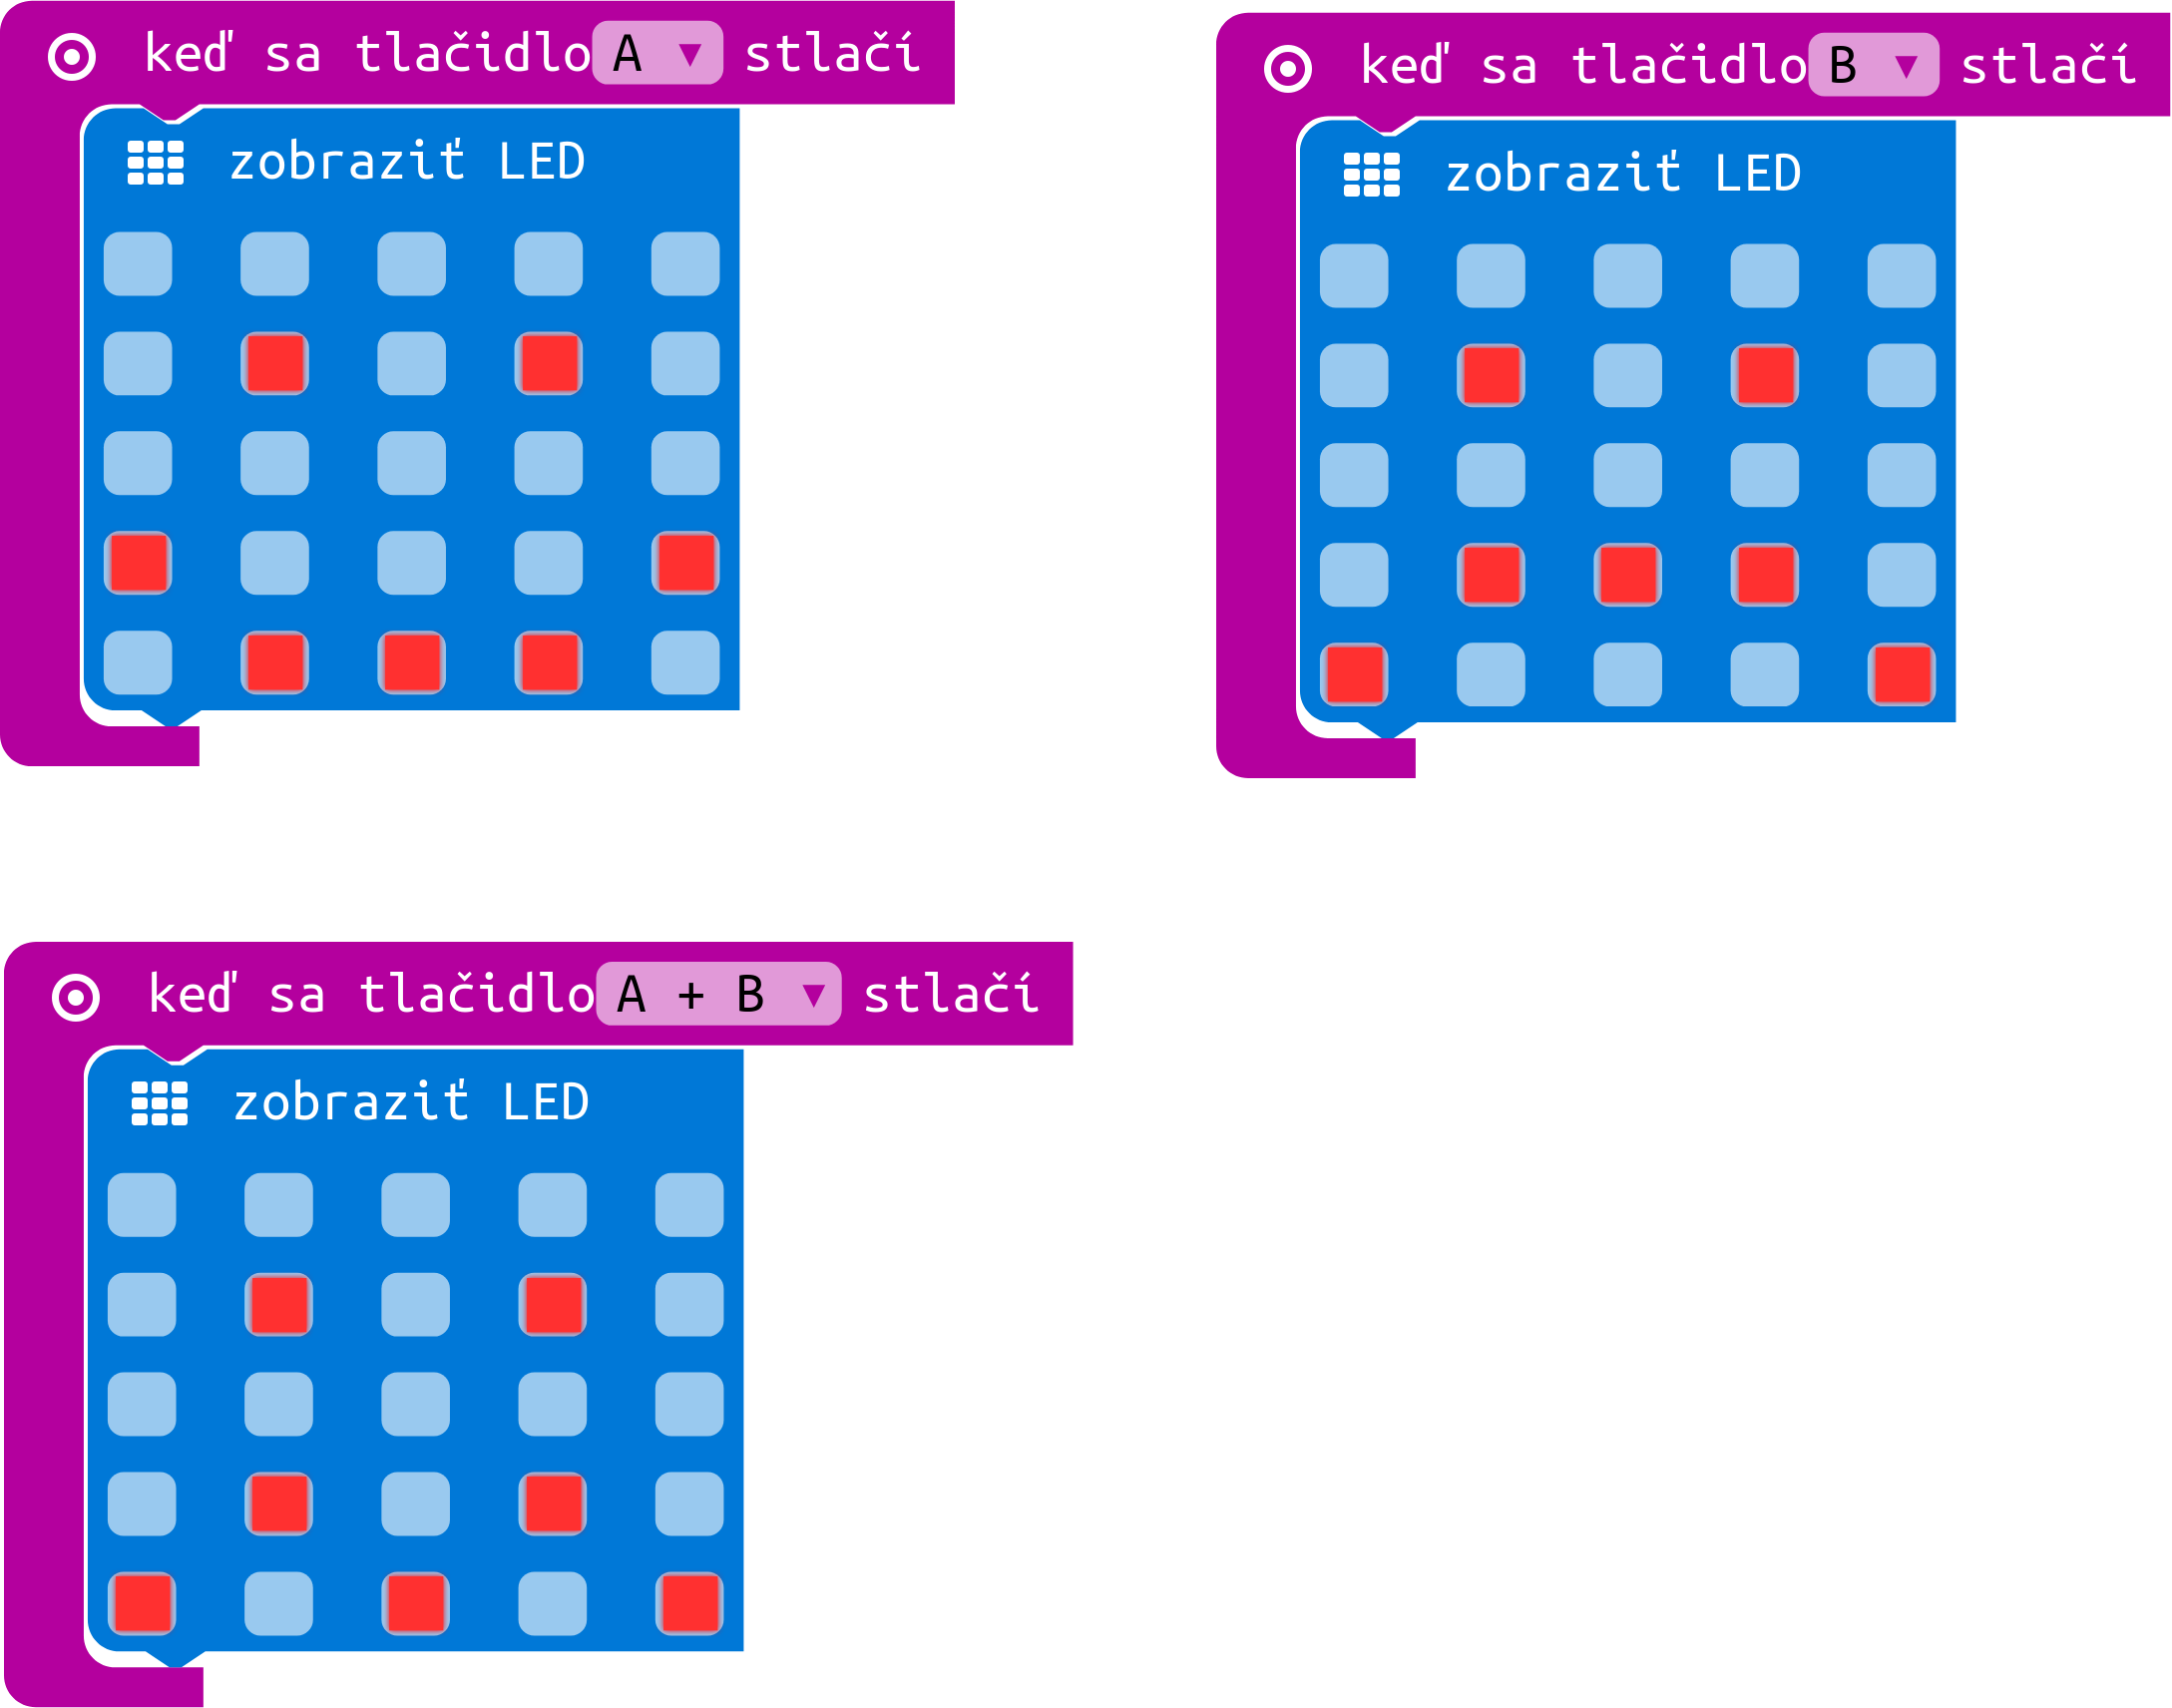 keď sa tlačidlo A ▼ stlačí
zobraziť LED
keď sa tlačidlo B ▼ stlačí
zobraziť LED
keď sa tlačidlo A + B ▼ stlačí
zobraziť LED